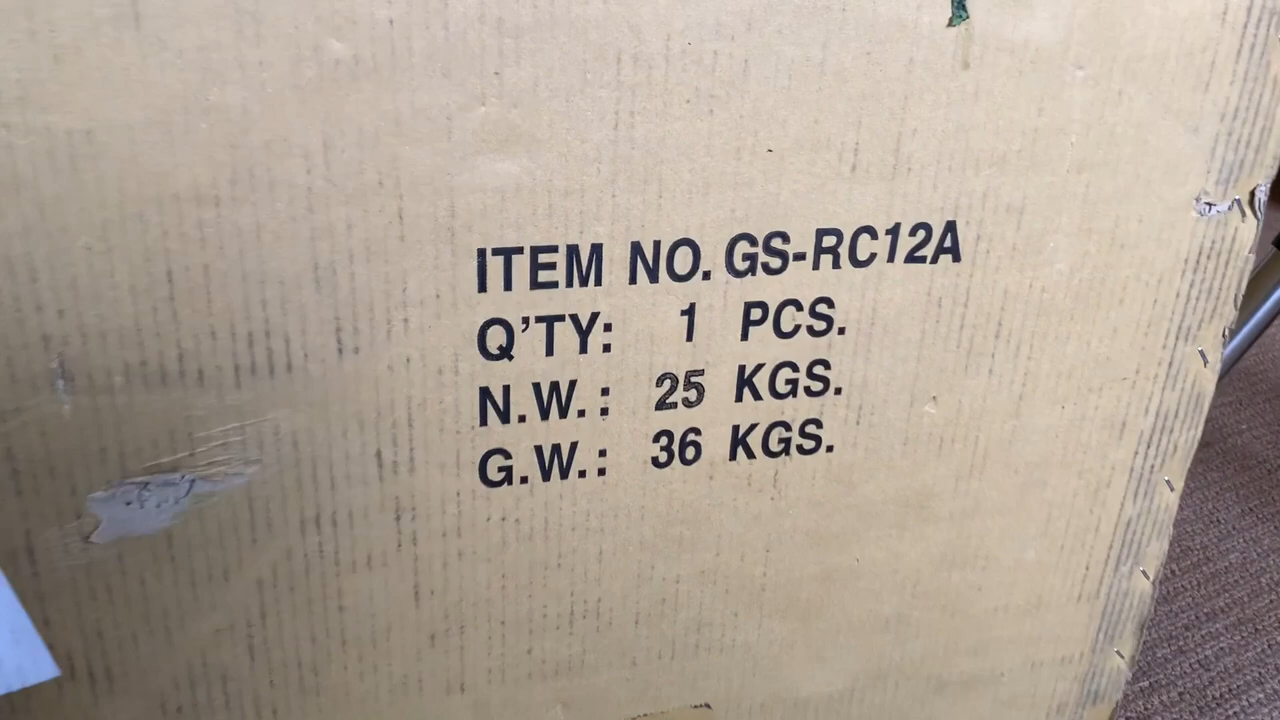 ITEM NO. GS-RC12A
Q'TY: 1 PCS.
N.W.: 25 KGS.
G.W.: 36 KGS.